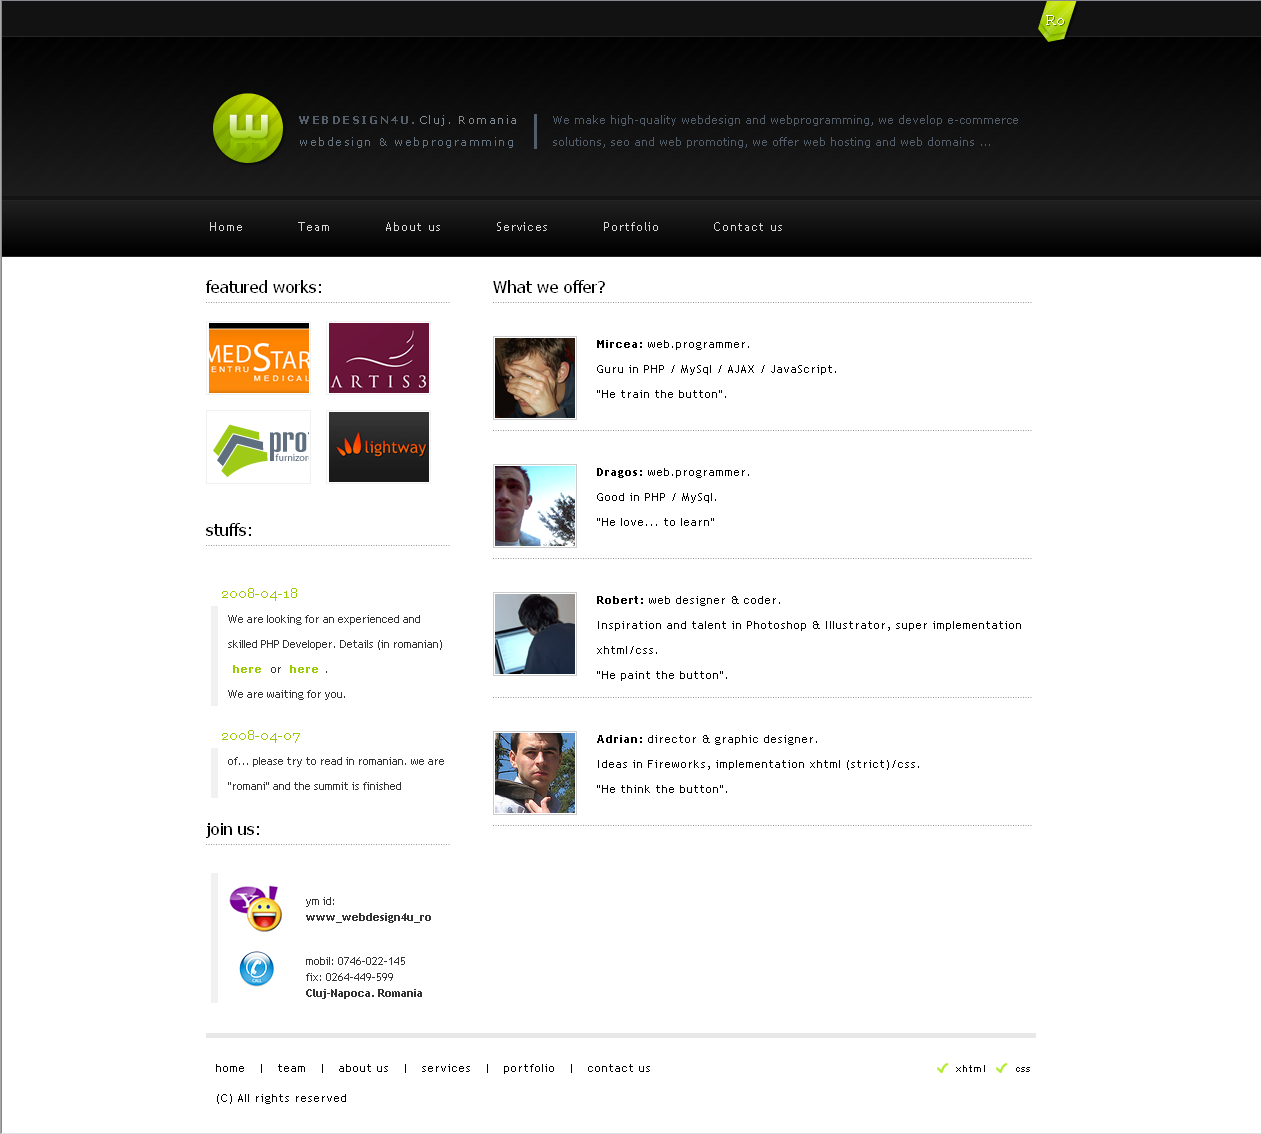 Ro
WEBDESIGN4U. Cluj. Romania
webdesign & webprogramming
We make high-quality webdesign and webprogramming, we develop e-commerce
solutions, seo and web promoting, we offer web hosting and web domains ...
Home Team About us Services Portfolio Contact us
featured works:
MEDSTAR
ENTRU
MEDICAL
ARTIS3
pro
furnizor
lightway
stuffs:
2008-04-18
We are looking for an experienced and
skilled PHP Developer. Details (in romanian)
here or here .
We are waiting for you.
2008-04-07
of... please try to read in romanian. we are
"romani" and the summit is finished
join us:
ym id:
www_webdesign4u_ro
CALL
mobil: 0746-022-145
fix: 0264-449-599
Cluj-Napoca. Romania
What we offer?
Mircea: web.programmer.
Guru in PHP / MySql / AJAX / JavaScript.
"He train the button".
Dragos: web.programmer.
Good in PHP / MySql.
"He love... to learn"
Robert: web designer & coder.
Inspiration and talent in Photoshop & Illustrator, super implementation
xhtml/css.
"He paint the button".
Adrian: director & graphic designer.
Ideas in Fireworks, implementation xhtml (strict)/css.
"He think the button".
home | team | about us | services | portfolio | contact us
xhtml css
(C) All rights reserved